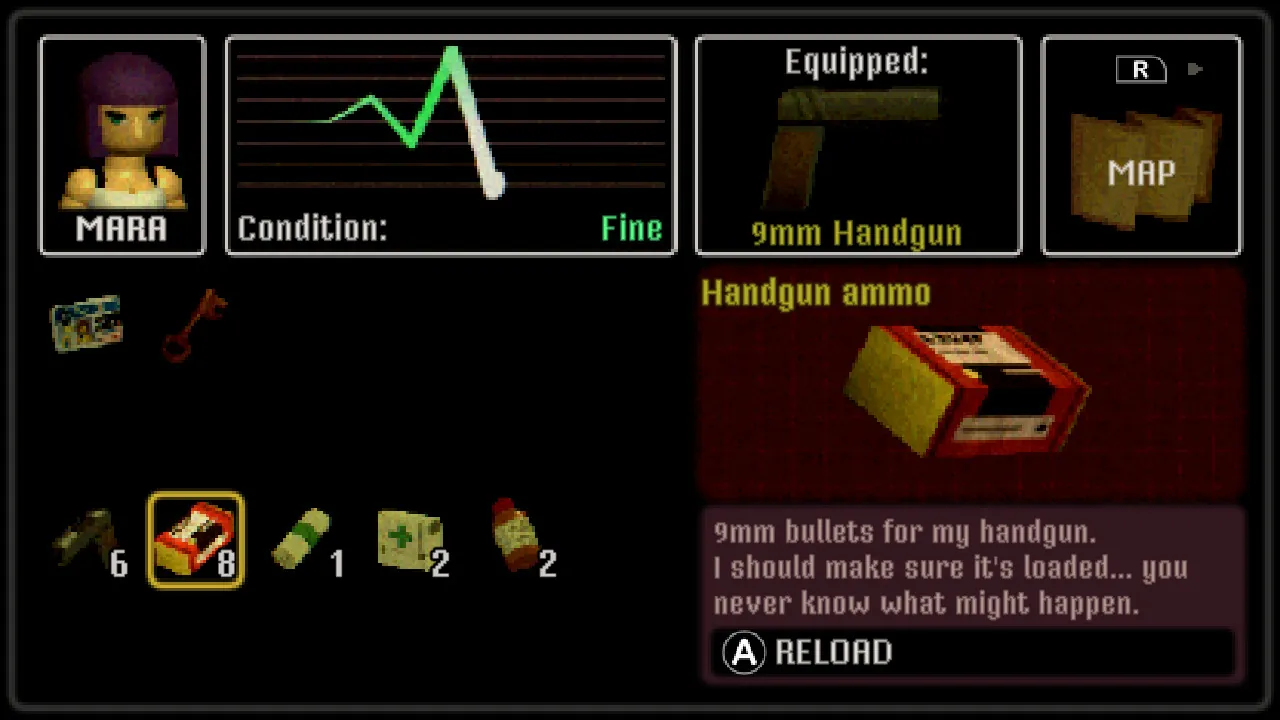 MARA
Condition:
Fine
Equipped:
9mm Handgun
R
MAP
Handgun ammo
6
8
1
2
2
9mm bullets for my handgun.
I should make sure it's loaded... you
never know what might happen.
A RELOAD